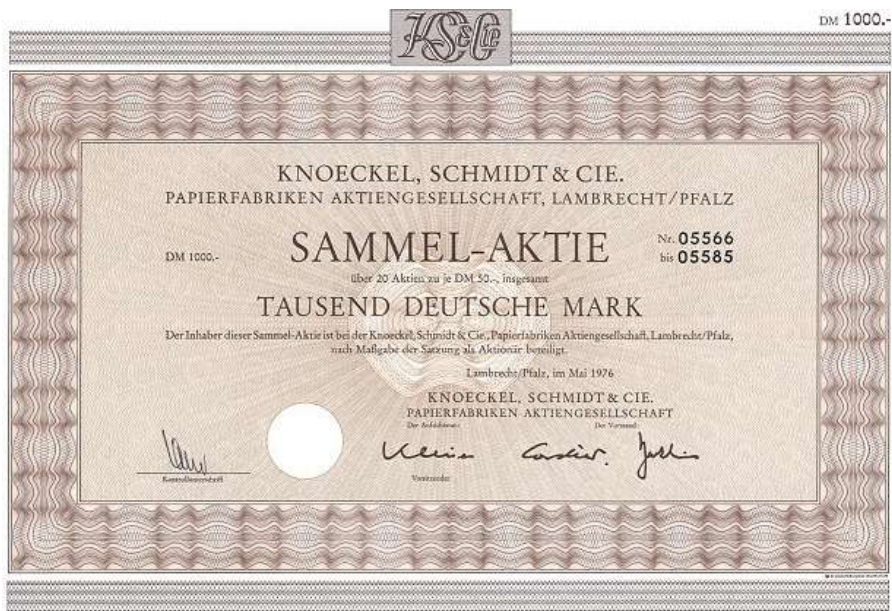 DM 1000.-
KS&Cie
KNOECKEL, SCHMIDT & CIE.
PAPIERFABRIKEN AKTIENGESELLSCHAFT, LAMBRECHT/PFALZ
DM 1000.- SAMMEL-AKTIE Nr. 05566
bis 05585
über 20 Aktien zu je DM 50.-, insgesamt
TAUSEND DEUTSCHE MARK
Der Inhaber dieser Sammel-Aktie ist bei der Knoeckel, Schmidt & Cie., Papierfabriken Aktiengesellschaft, Lambrecht/Pfalz,
nach Maßgabe der Satzung als Aktionär beteiligt.
Lambrecht/Pfalz, im Mai 1976
KNOECKEL, SCHMIDT & CIE.
PAPIERFABRIKEN AKTIENGESELLSCHAFT
Der Aufsichtsrat: Der Vorstand:
Kontrollunterschrift Vorsitzender